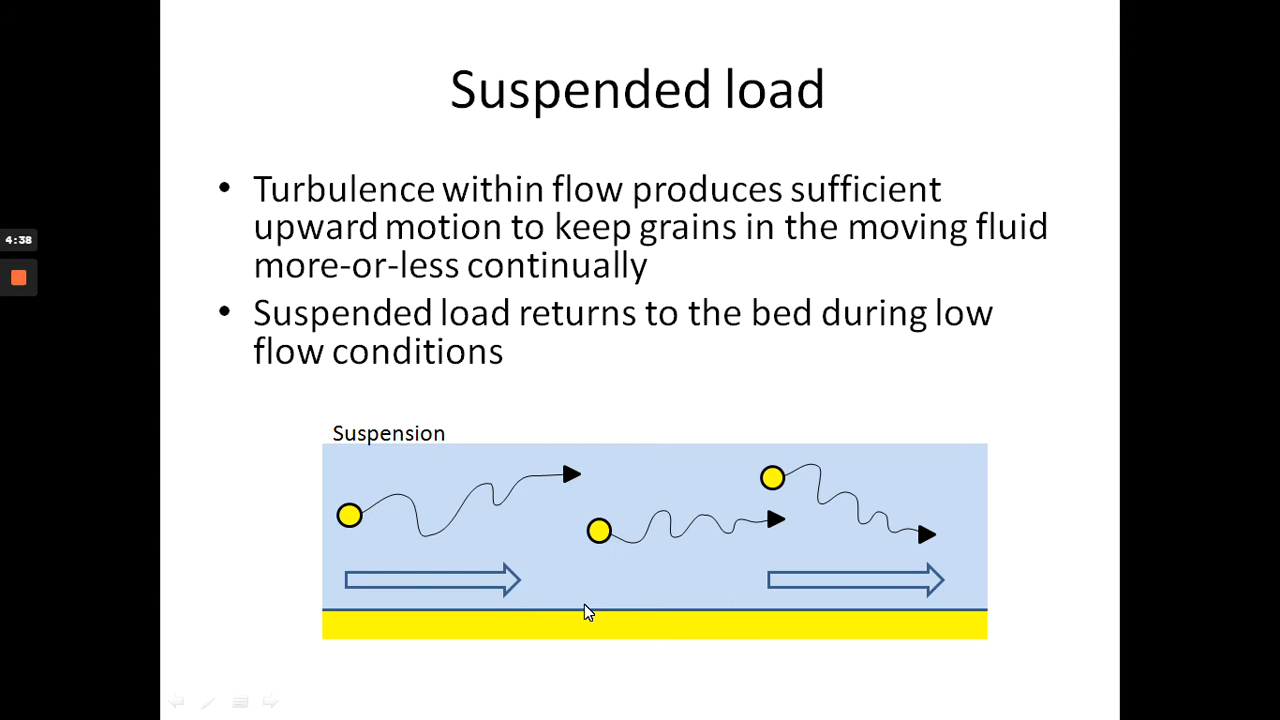 Suspended load
• Turbulence within flow produces sufficient
upward motion to keep grains in the moving fluid
more-or-less continually
• Suspended load returns to the bed during low
flow conditions
4:38
Suspension